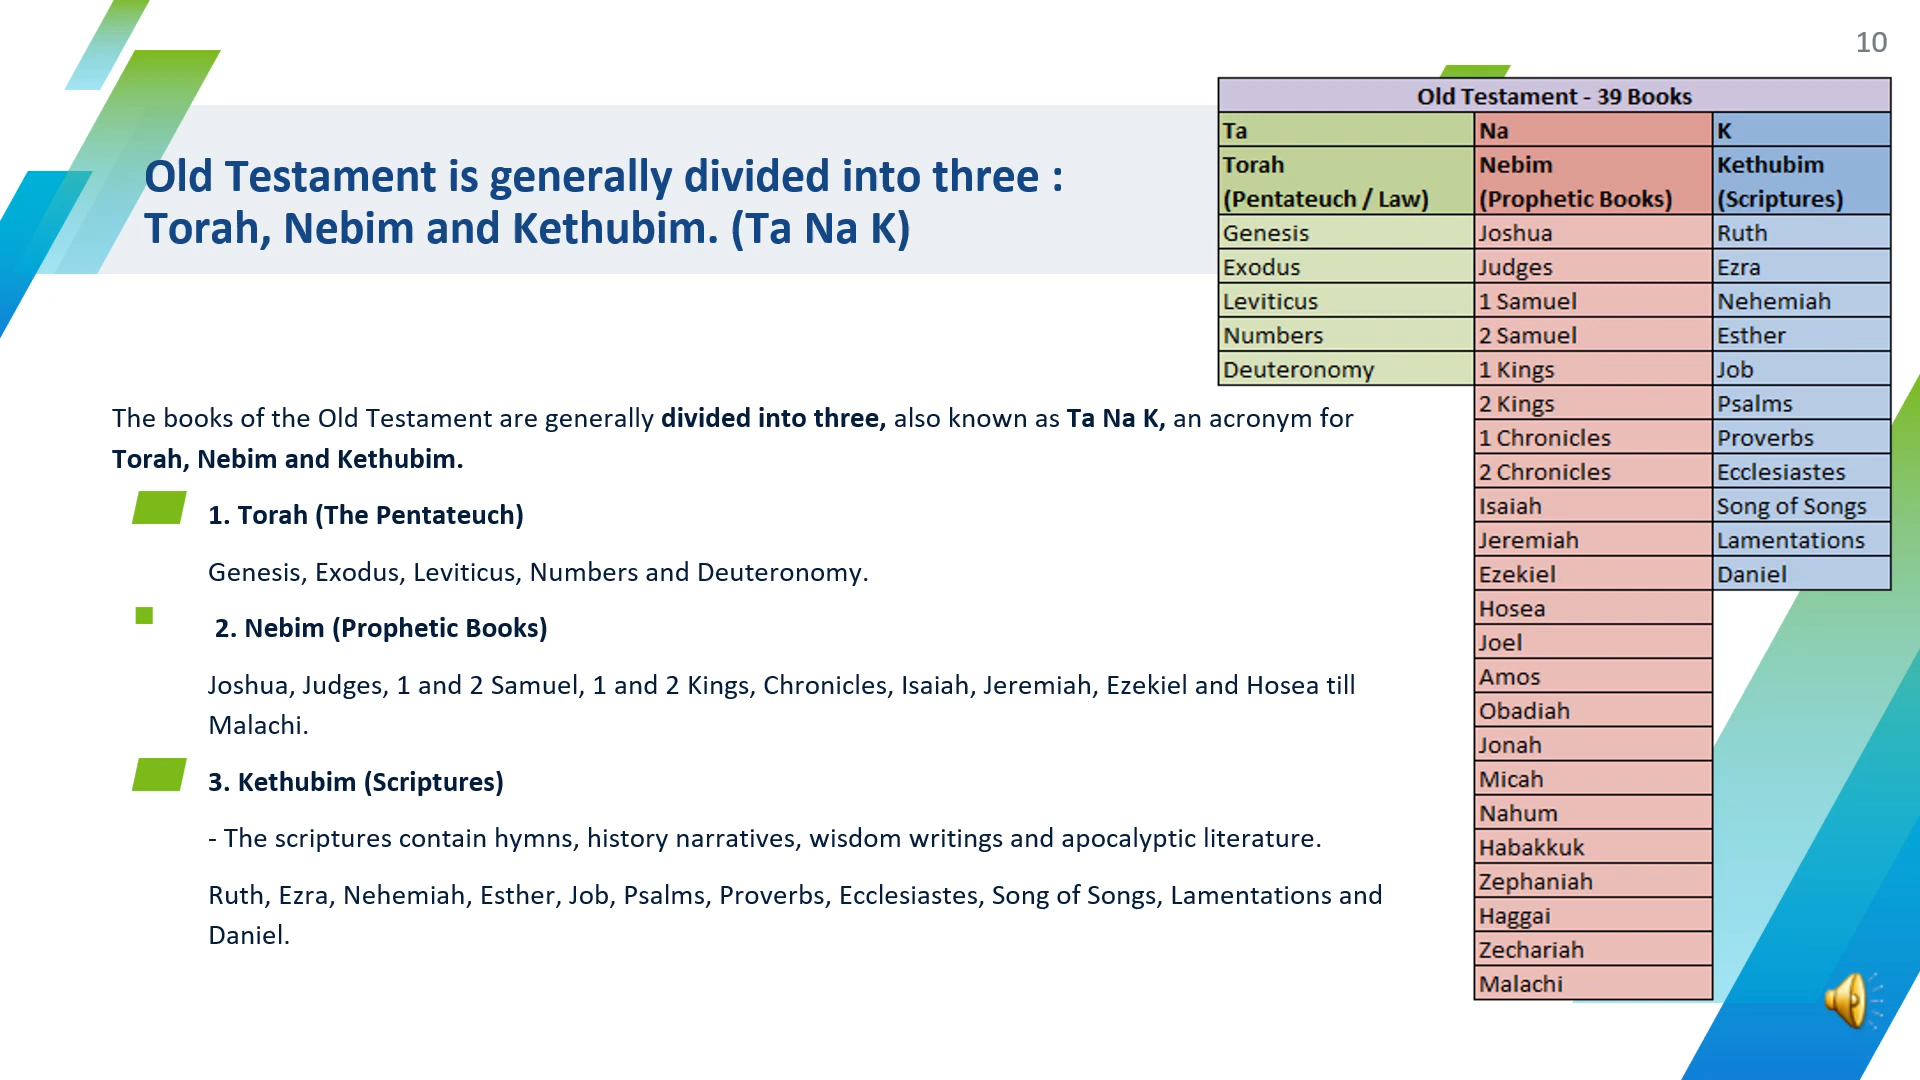 10
Old Testament is generally divided into three :
Torah, Nebim and Kethubim. (Ta Na K)
The books of the Old Testament are generally divided into three, also known as Ta Na K, an acronym for
Torah, Nebim and Kethubim.
1. Torah (The Pentateuch)
Genesis, Exodus, Leviticus, Numbers and Deuteronomy.
2. Nebim (Prophetic Books)
Joshua, Judges, 1 and 2 Samuel, 1 and 2 Kings, Chronicles, Isaiah, Jeremiah, Ezekiel and Hosea till
Malachi.
3. Kethubim (Scriptures)
- The scriptures contain hymns, history narratives, wisdom writings and apocalyptic literature.
Ruth, Ezra, Nehemiah, Esther, Job, Psalms, Proverbs, Ecclesiastes, Song of Songs, Lamentations and
Daniel.
Old Testament - 39 Books
Ta Na K
Torah Nebim Kethubim
(Pentateuch / Law) (Prophetic Books) (Scriptures)
Genesis Joshua Ruth
Exodus Judges Ezra
Leviticus 1 Samuel Nehemiah
Numbers 2 Samuel Esther
Deuteronomy 1 Kings Job
2 Kings Psalms
1 Chronicles Proverbs
2 Chronicles Ecclesiastes
Isaiah Song of Songs
Jeremiah Lamentations
Ezekiel Daniel
Hosea
Joel
Amos
Obadiah
Jonah
Micah
Nahum
Habakkuk
Zephaniah
Haggai
Zechariah
Malachi